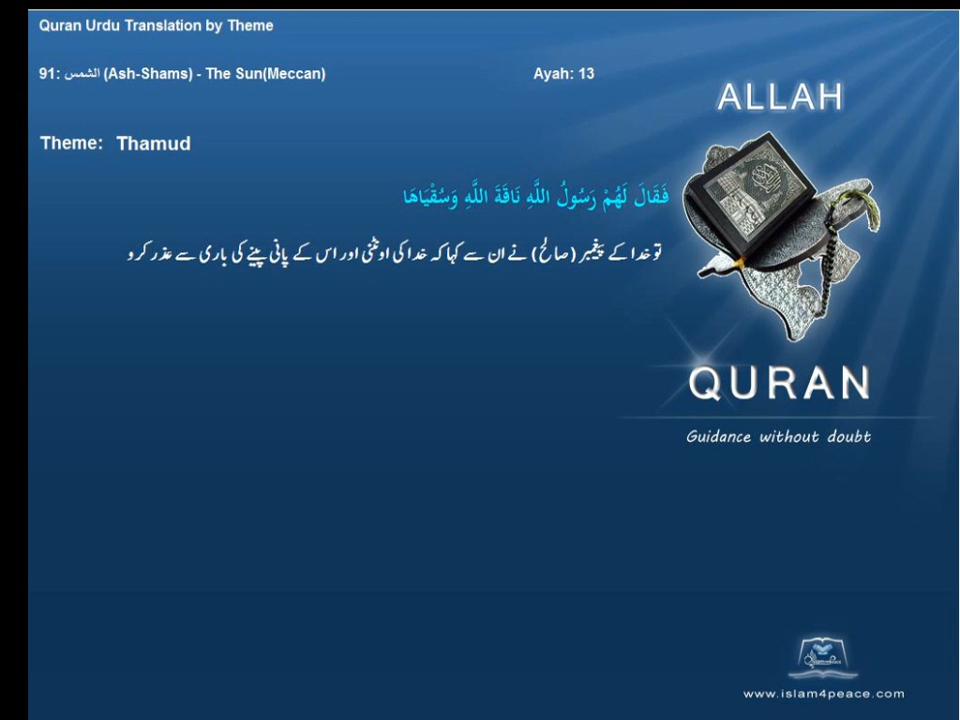 Quran Urdu Translation by Theme
91: الشمس (Ash-Shams) - The Sun(Meccan) Ayah: 13
Theme: Thamud
فَقَالَ لَهُمْ رَسُولُ اللَّهِ نَاقَةَ اللَّهِ وَسُقْيَاهَا
تو خدا کے پیغمبر (صالح) نے ان سے کہا کہ خدا کی اونٹنی اور اس کے پانی پینے کی باری سے عذر کرو
ALLAH
QURAN
Guidance without doubt
www.islam4peace.com